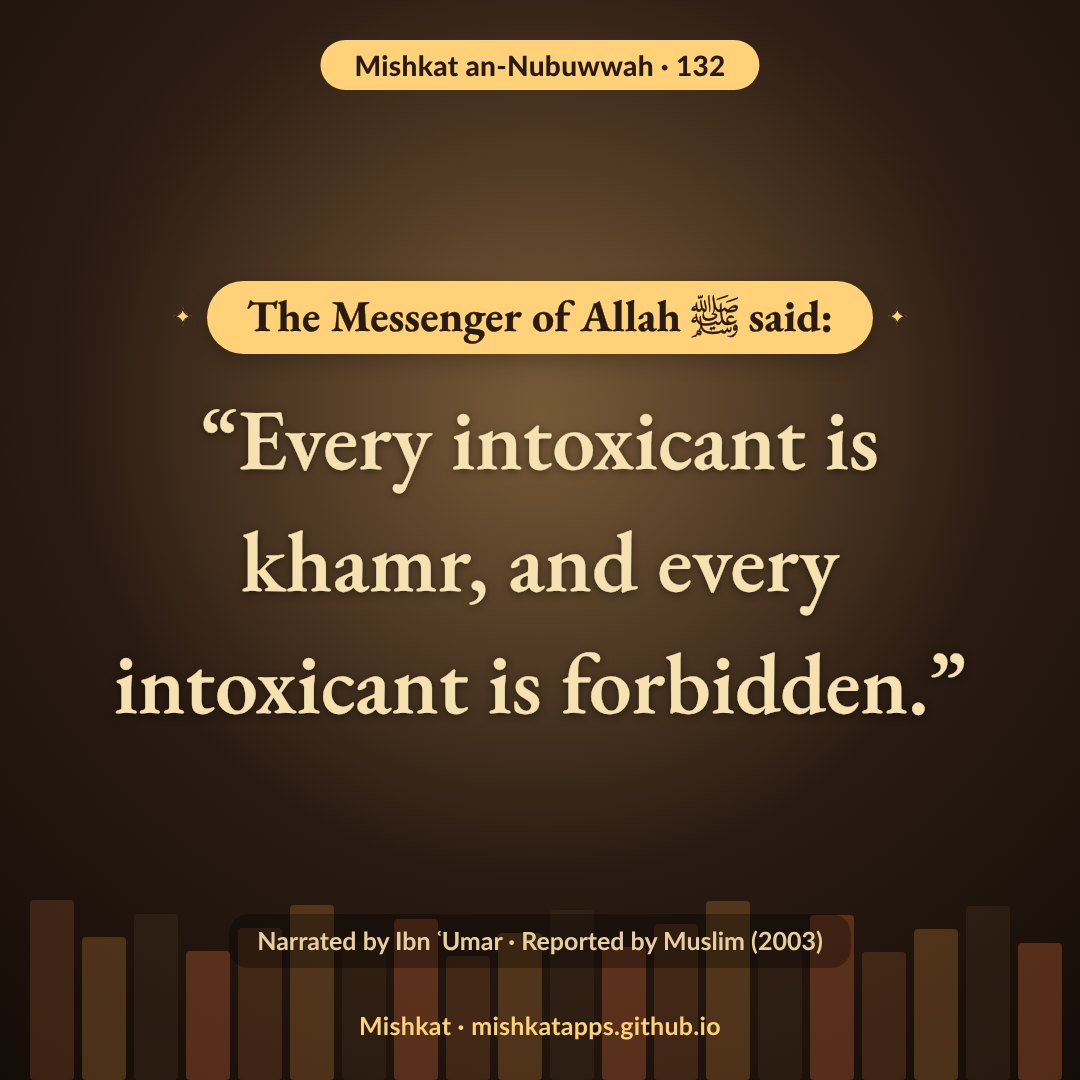 Mishkat an-Nubuwwah · 132
The Messenger of Allah ﷺ said:
“Every intoxicant is
khamr, and every
intoxicant is forbidden.”
Narrated by Ibn ʿUmar · Reported by Muslim (2003)
Mishkat · mishkatapps.github.io